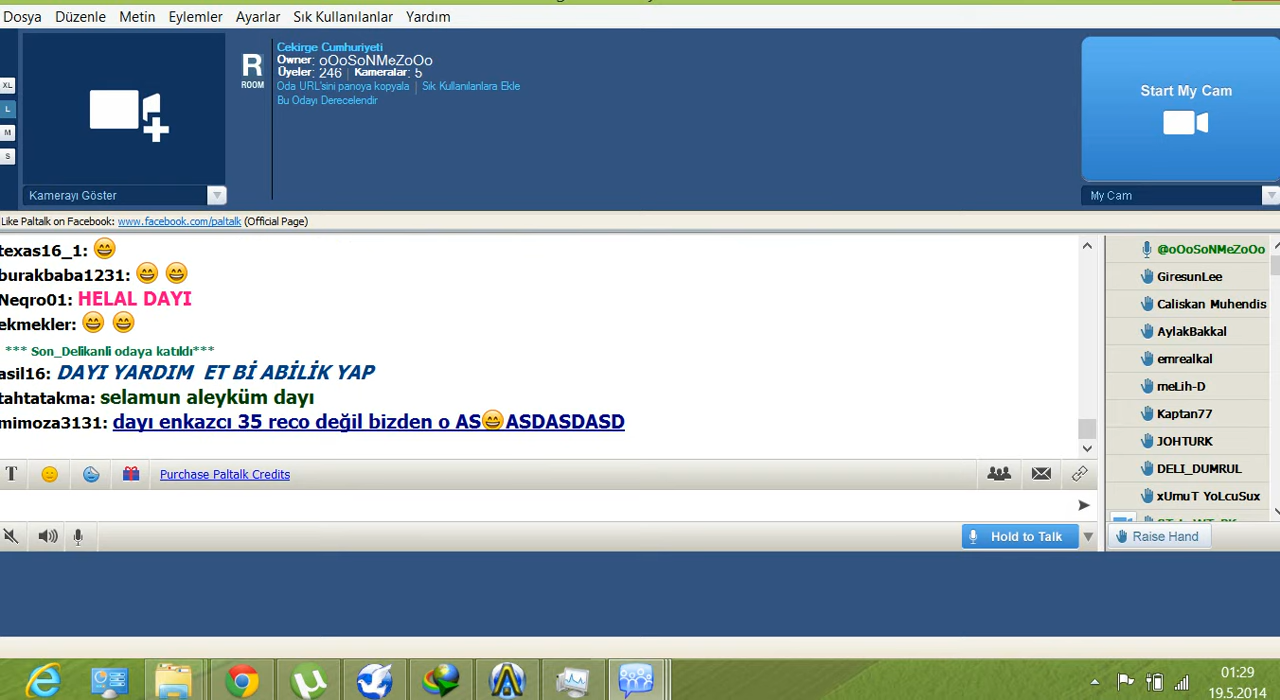 Dosya Düzenle Metin Eylemler Ayarlar Sık Kullanılanlar Yardım
XL
L
M
S
Kamerayı Göster
R
ROOM
Cekirge Cumhuriyeti
Owner: oOoSoNMeZoOo
Üyeler: 246 | Kameralar: 5
Oda URL'sini panoya kopyala | Sık Kullanılanlara Ekle
Bu Odayı Derecelendir
Start My Cam
My Cam
Like Paltalk on Facebook: www.facebook.com/paltalk (Official Page)
texas16_1:
burakbaba1231:
Neqro01: HELAL DAYI
ekmekler:
*** Son_Delikanli odaya katıldı***
asil16: DAYI YARDIM ET Bİ ABİLİK YAP
tahtatakma: selamun aleyküm dayı
mimoza3131: dayı enkazcı 35 reco değil bizden o AS ASDASDASD
@oOoSoNMeZoOo
GiresunLee
Caliskan Muhendis
AylakBakkal
emrealkal
meLih-D
Kaptan77
JOHTURK
DELI_DUMRUL
xUmuT YoLcuSux
T Purchase Paltalk Credits
Hold to Talk
Raise Hand
01:29
19.5.2014